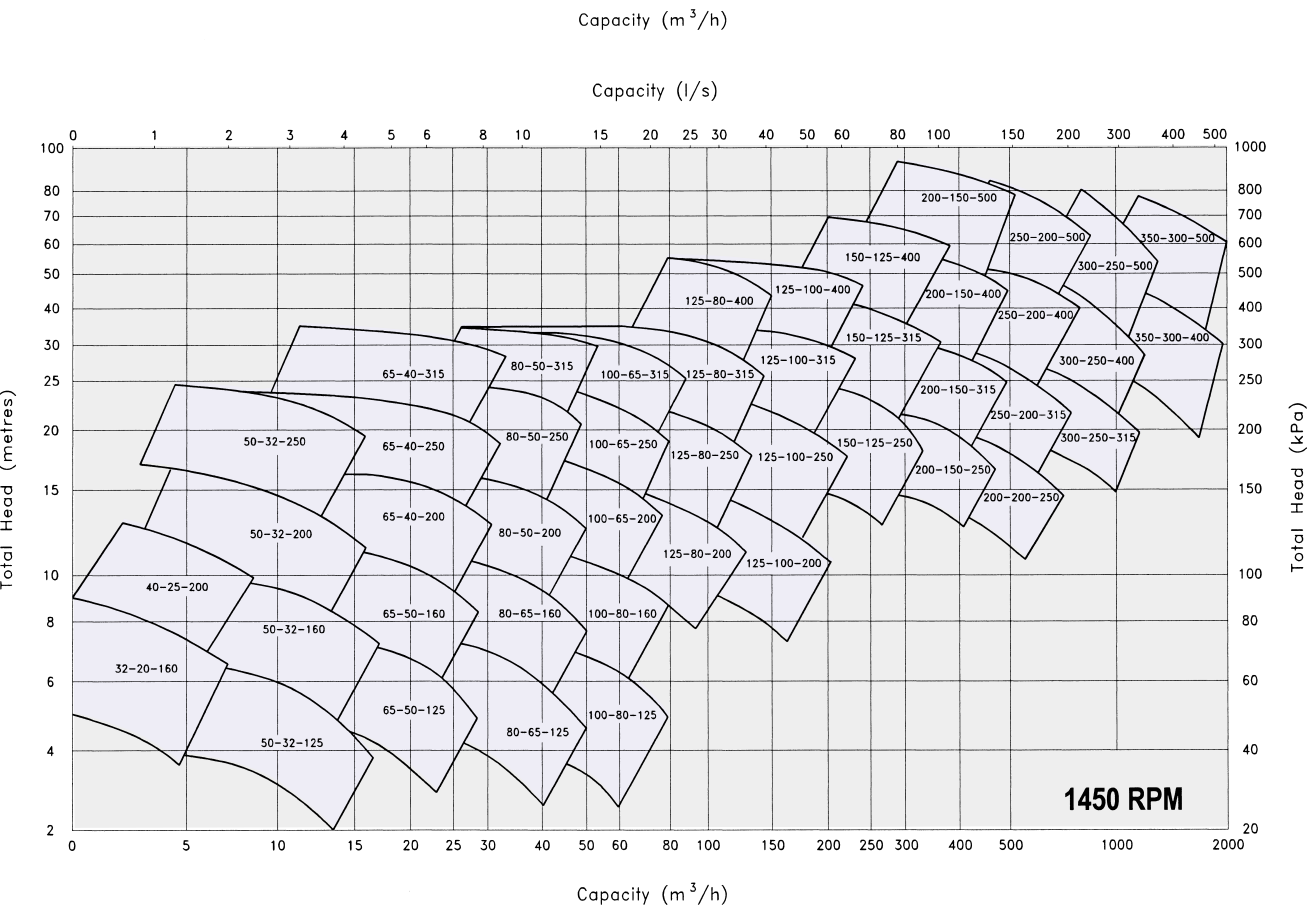 Capacity (m³/h)
Capacity (l/s)
0 1 2 3 4 5 6 8 10 15 20 25 30 40 50 60 80 100 150 200 300 400 500
100 1000
80 800
70 700
60 600
50 500
40 400
30 300
25 250
20 200
15 150
10 100
8 80
6 60
4 40
2 20
Total Head (metres)
Total Head (kPa)
200-150-500
250-200-500 350-300-500
150-125-400 300-250-500
125-80-400 125-100-400 200-150-400
250-200-400
150-125-315 350-300-400
65-40-315 80-50-315 100-65-315 125-80-315 125-100-315 300-250-400
200-150-315
250-200-315
50-32-250 65-40-250 80-50-250 100-65-250 125-80-250 125-100-250 150-125-250 300-250-315
200-150-250
200-200-250
50-32-200 65-40-200 80-50-200 100-65-200
125-80-200 125-100-200
40-25-200
50-32-160 65-50-160 80-65-160 100-80-160
32-20-160
50-32-125 65-50-125 80-65-125 100-80-125
1450 RPM
0 5 10 15 20 25 30 40 50 60 80 100 150 200 250 300 400 500 1000 2000
Capacity (m³/h)